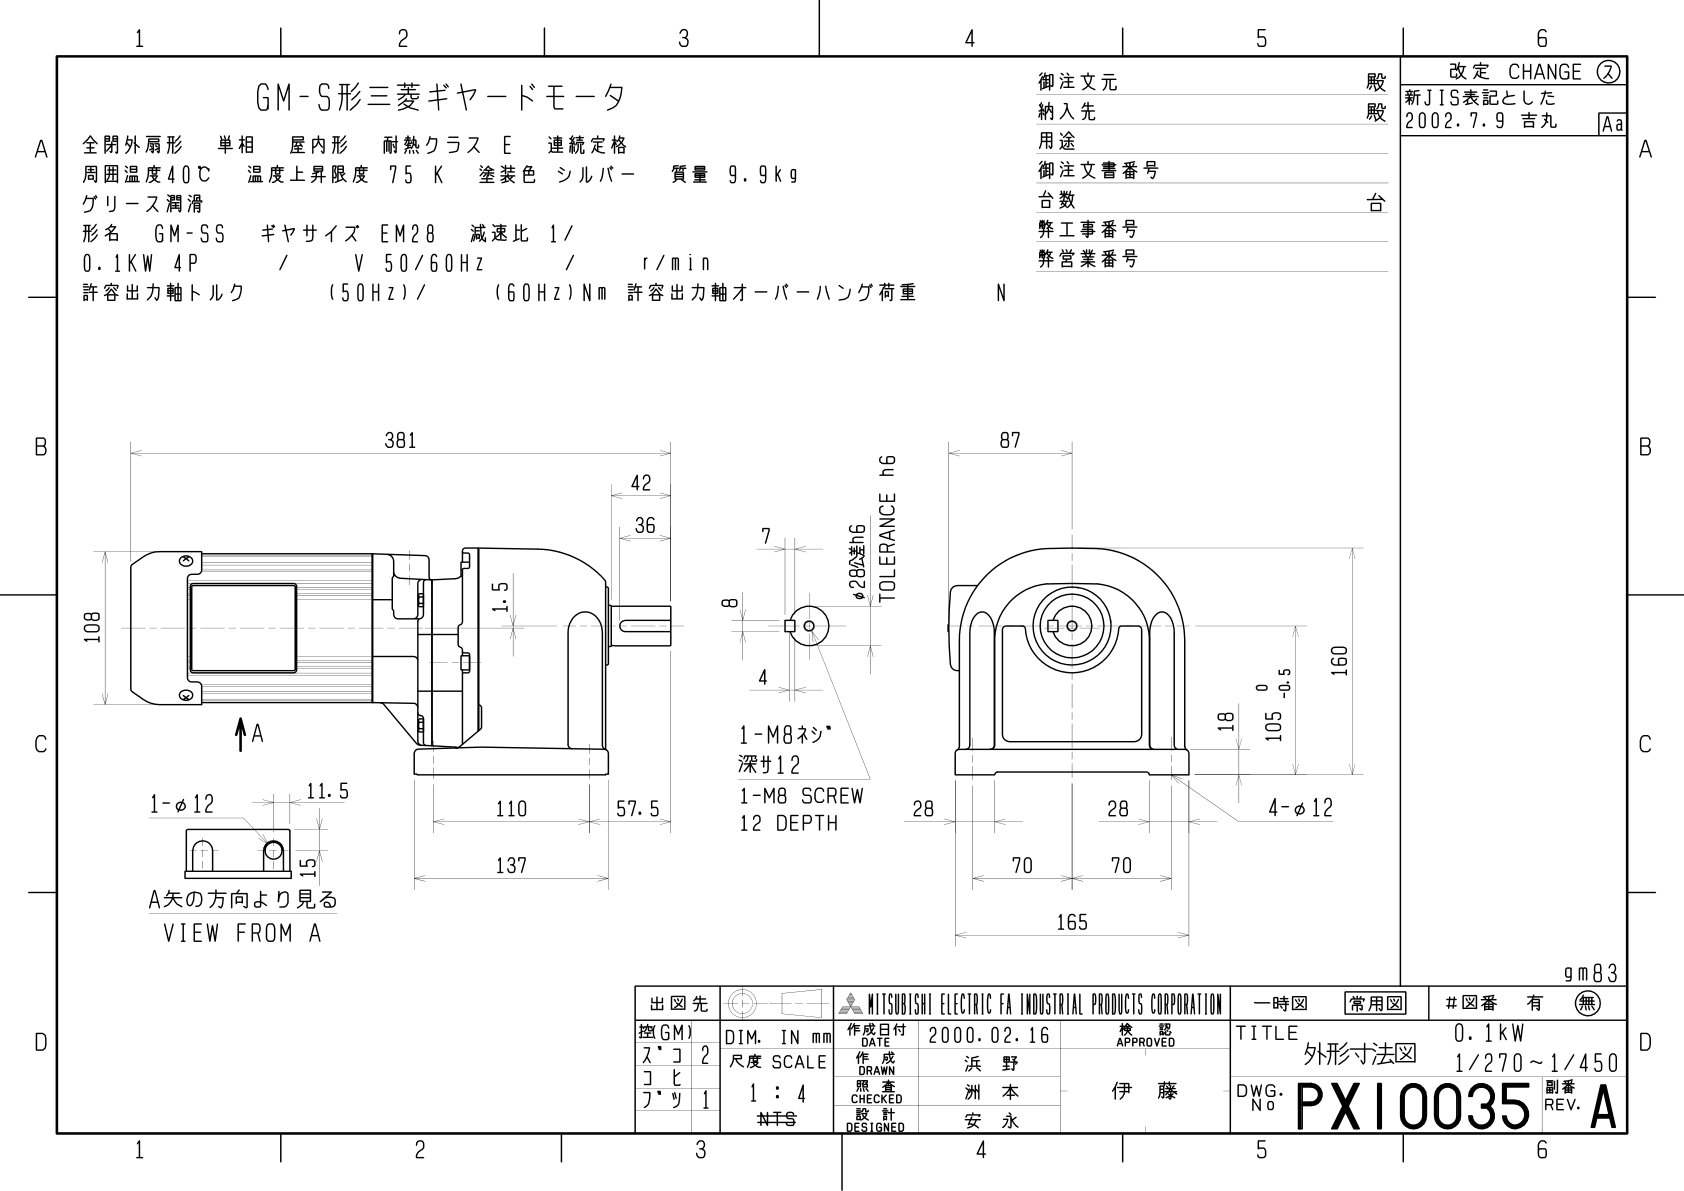 1 2 3 4 5 6
A A
B B
C C
D D
GM-S形三菱ギヤードモータ
全閉外扇形 単相 屋内形 耐熱クラス E 連続定格
周囲温度40℃ 温度上昇限度 75 K 塗装色 シルバー 質量 9.9kg
グリース潤滑
形名 GM-SS ギヤサイズ EM28 減速比 1/
0.1KW 4P / V 50/60Hz / r/min
許容出力軸トルク (50Hz)/ (60Hz)Nm 許容出力軸オーバーハング荷重 N
御注文元 殿
納入先 殿
用途
御注文書番号
台数 台
弊工事番号
弊営業番号
改定 CHANGE ㋜
新JIS表記とした
2002.7.9 吉丸 Aa
381
42
36
1.5
108
A
110
57.5
137
1-φ12
11.5
15
A矢の方向より見る
VIEW FROM A
7
8
4
φ28公差h6
TOLERANCE h6
1-M8ネジ
深サ12
1-M8 SCREW
12 DEPTH
87
160
105 0 -0.5
18
28
28
4-φ12
70
70
165
gm83
出図先
控(GM)
ズコ 2
コヒ
ブツ 1
DIM. IN mm
尺度 SCALE
1 : 4
NTS
MITSUBISHI ELECTRIC FA INDUSTRIAL PRODUCTS CORPORATION
作成日付 DATE 2000.02.16
検認 APPROVED 伊藤
作成 DRAWN 浜野
照査 CHECKED 洲本
設計 DESIGNED 安永
一時図 常用図 #図番 有 無
TITLE 外形寸法図
0.1kW
1/270~1/450
DWG. No PX10035
副番 REV. A
1 2 3 4 5 6